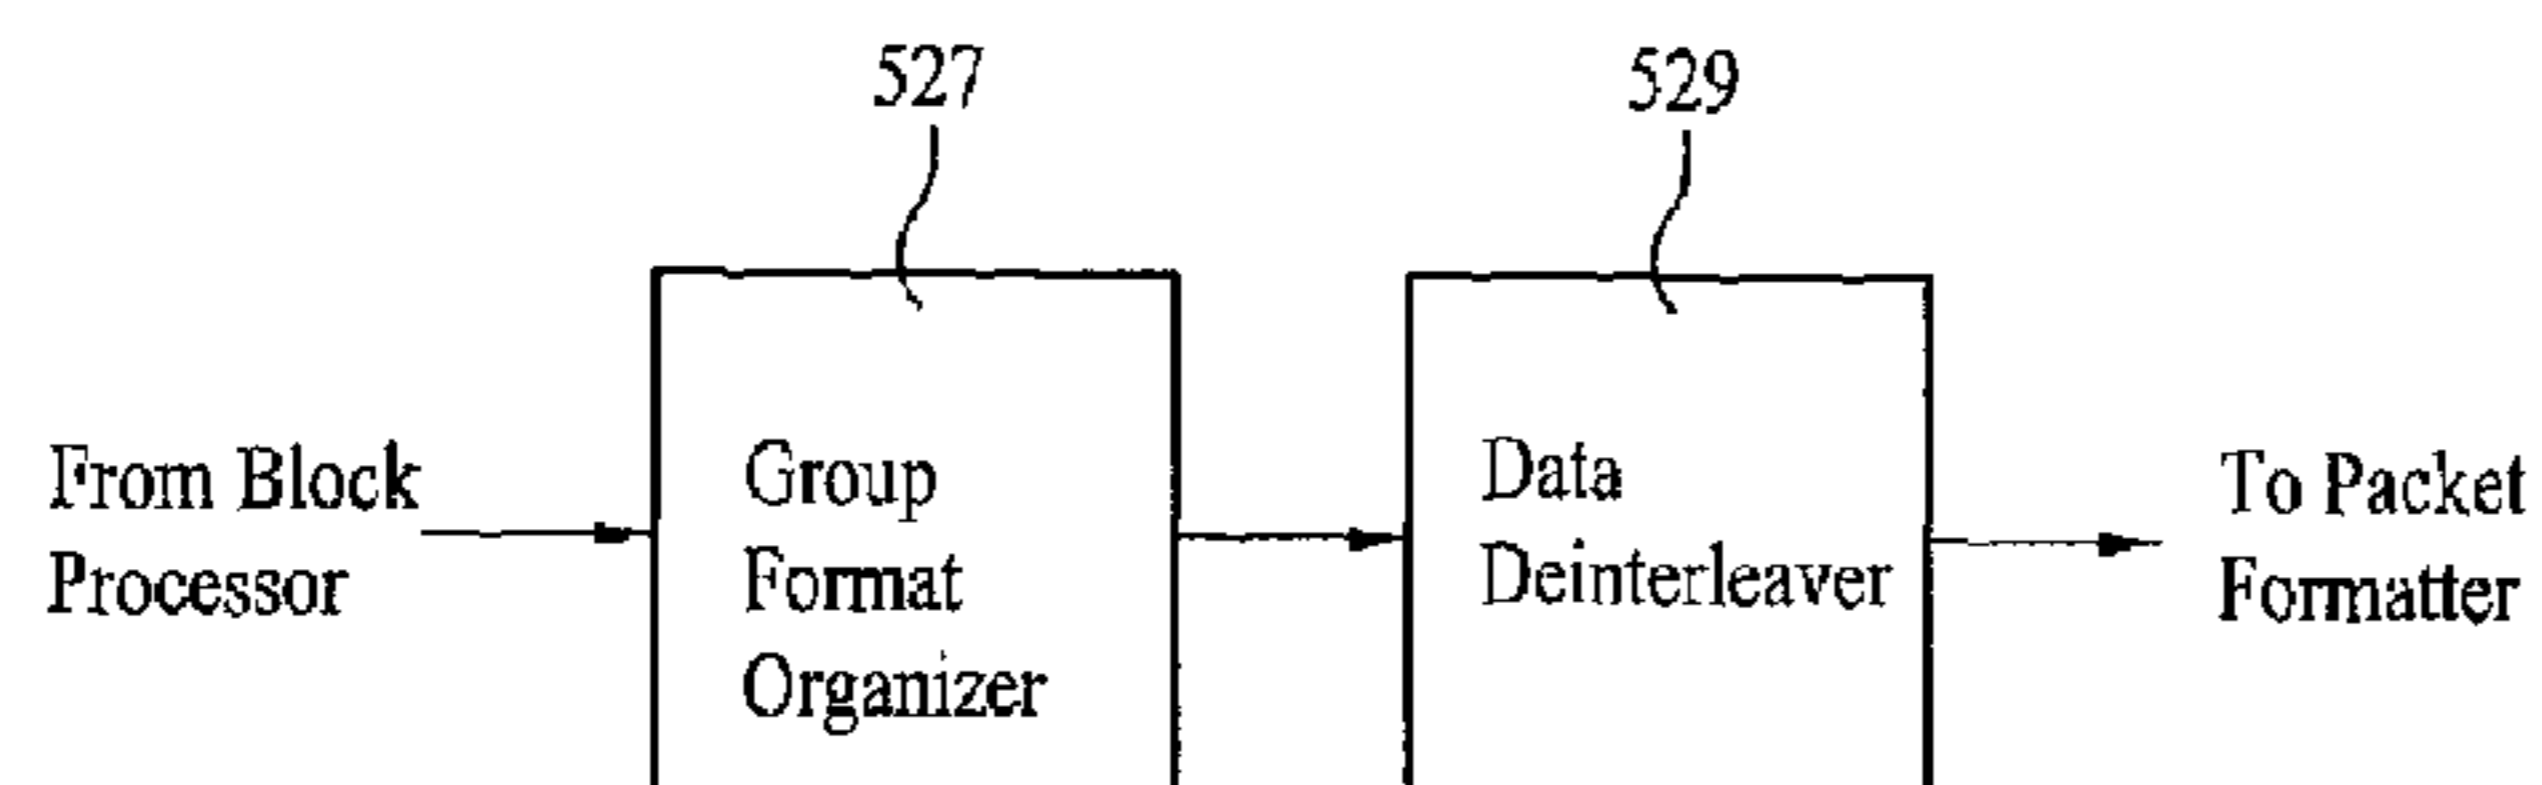 527
529
From Block
Processor
Group
Format
Organizer
Data
Deinterleaver
To Packet
Formatter